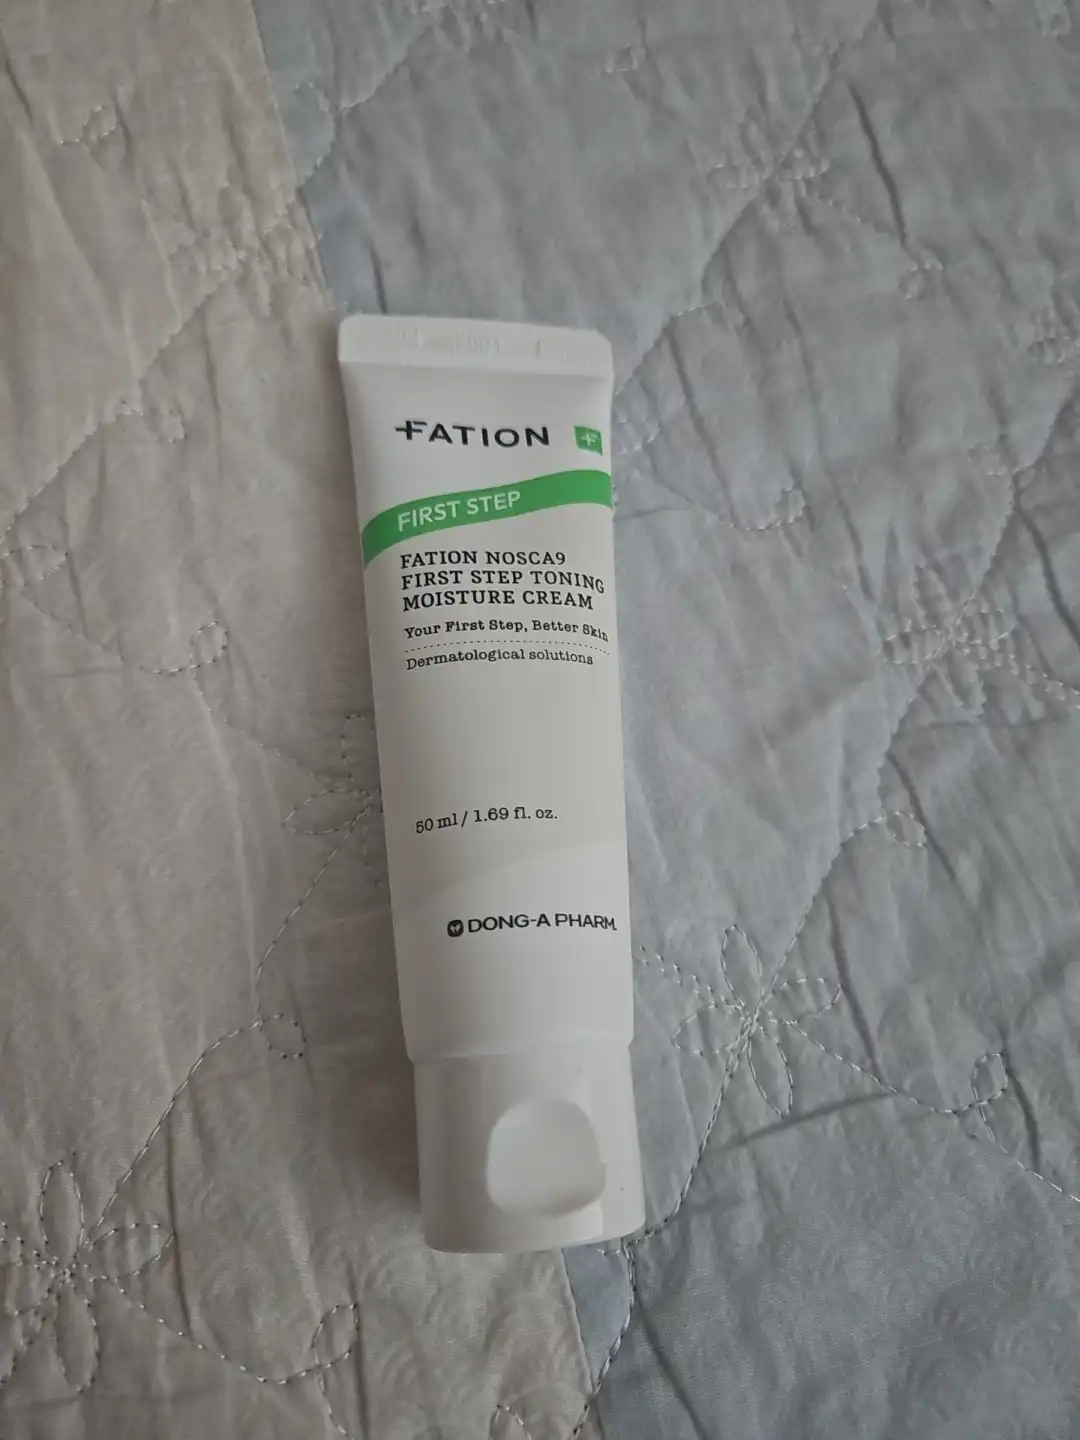 FATION
FIRST STEP
FATION NOSCA9
FIRST STEP TONING
MOISTURE CREAM
Your First Step, Better Skin
Dermatological solutions
50 ml / 1.69 fl. oz.
DONG-A PHARM.